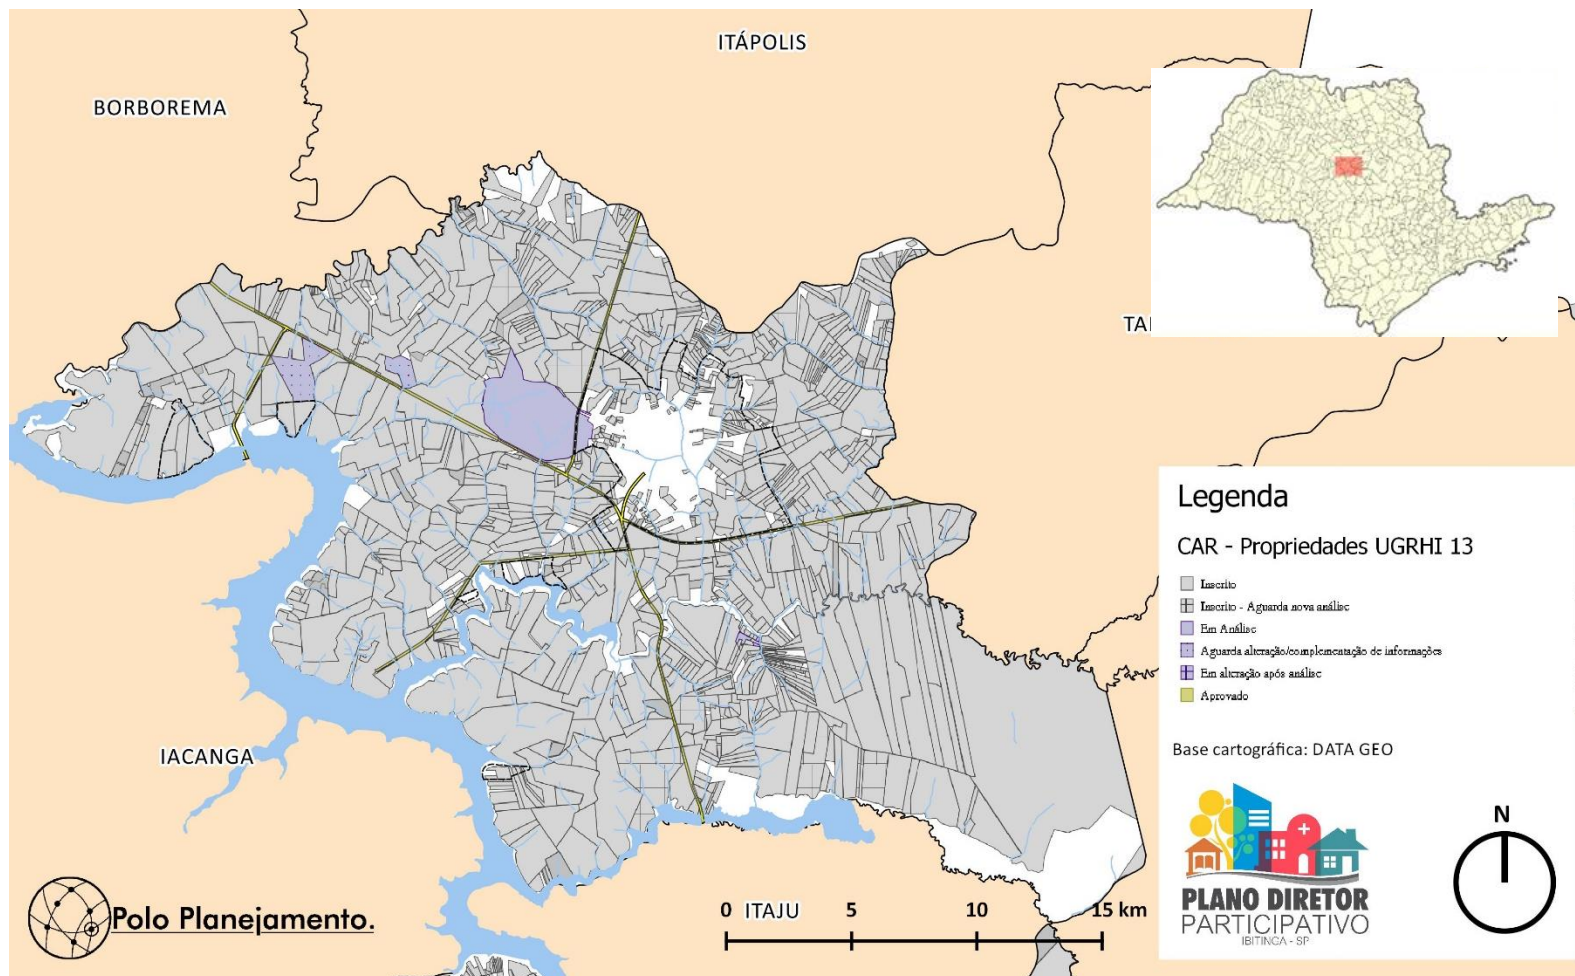 ITÁPOLIS
BORBOREMA
TA
Legenda
CAR - Propriedades UGRHI 13
Inscrito
Inscrito - Aguarda nova análise
Em Análise
Aguarda alteração/complementação de informações
Em alteração após análise
Aprovado
IACANGA
Base cartográfica: DATA GEO
N
PLANO DIRETOR
PARTICIPATIVO
IBITINGA - SP
Polo Planejamento.
0 5 10 15 km
ITAJU